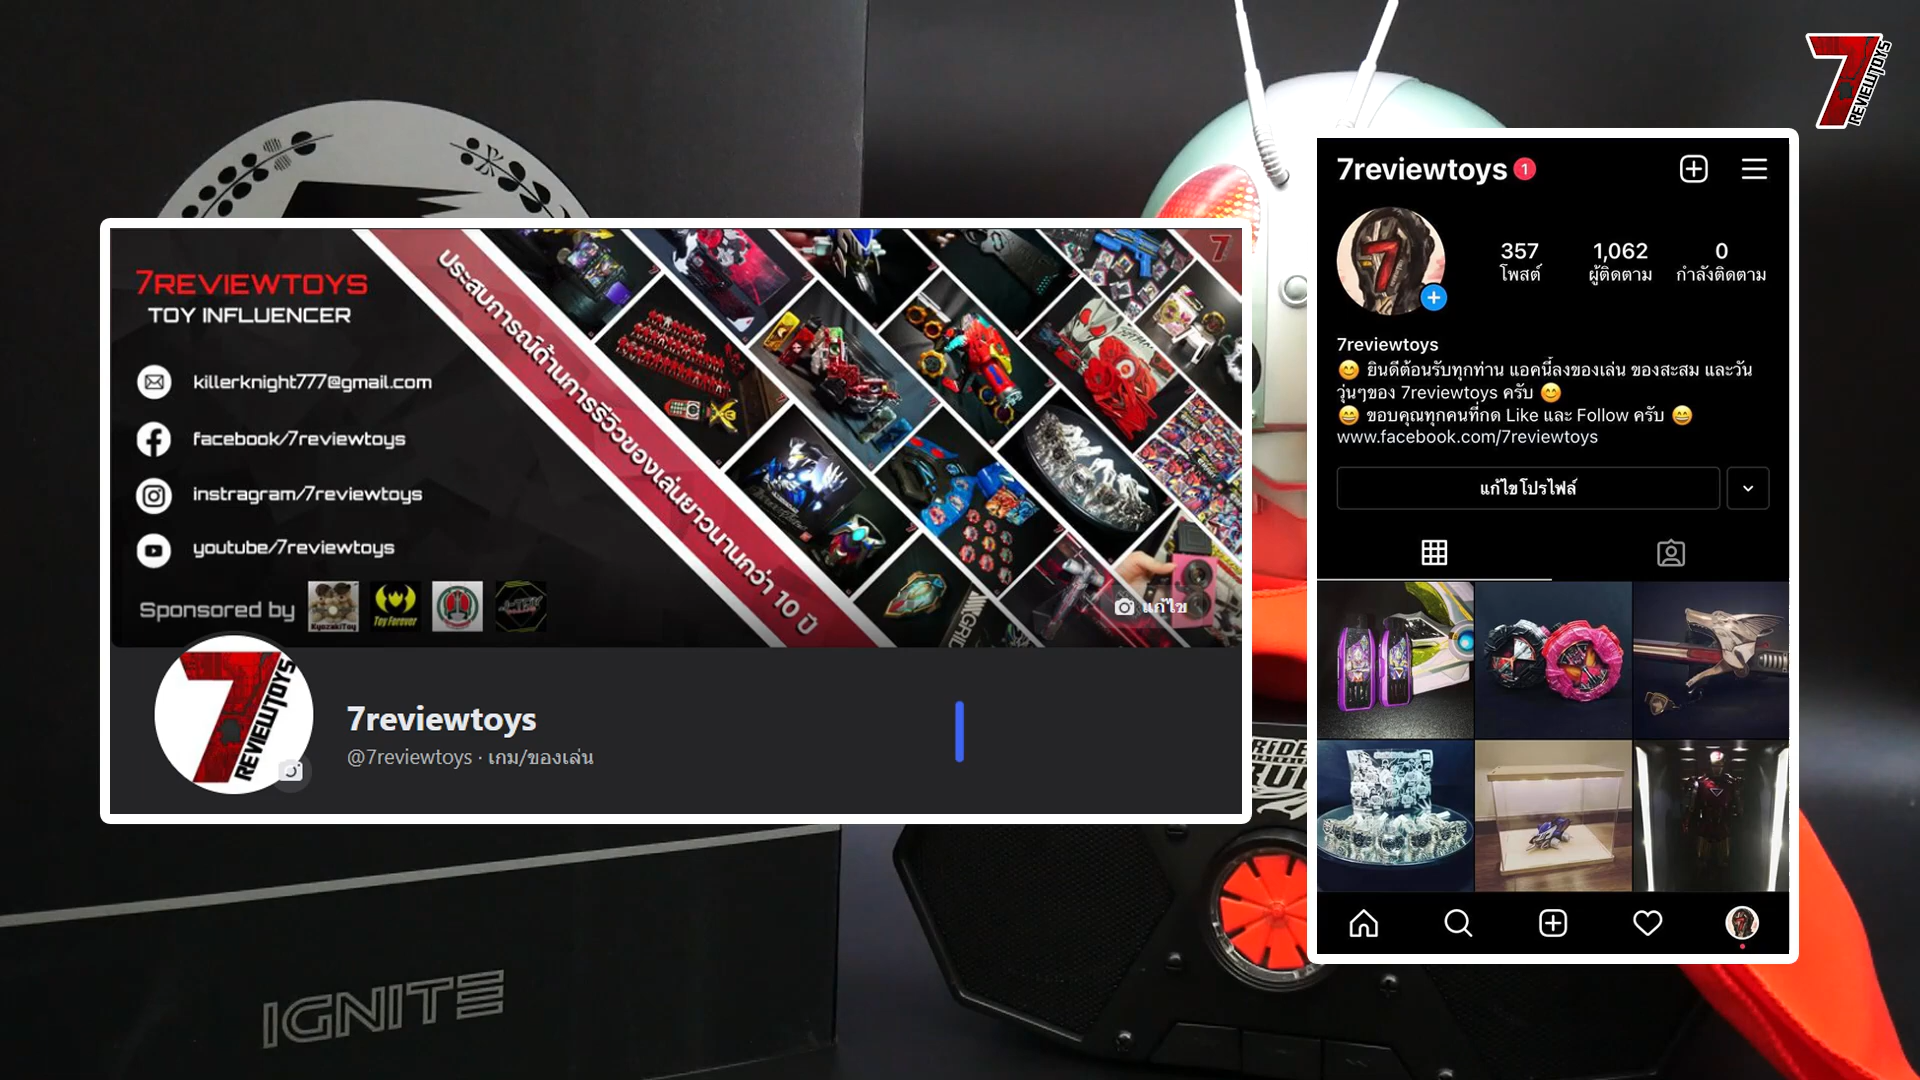 7
REVIEWTOYS
7REVIEWTOYS
TOY INFLUENCER
killerknight777@gmail.com
facebook/7reviewtoys
instragram/7reviewtoys
youtube/7reviewtoys
Sponsored by
KyozakiToy
Toy Forever
ประสบการณ์ด้านการรีวิวของเล่นยาวนานกว่า 10 ปี
7
แก้ไข
7
REVIEWTOYS
7reviewtoys
@7reviewtoys · เกม/ของเล่น
7reviewtoys 1
7
357 1,062 0
โพสต์ ผู้ติดตาม กำลังติดตาม
7reviewtoys
😊 ยินดีต้อนรับทุกท่าน แอคนี้ลงของเล่น ของสะสม และวัน
วุ่นๆของ 7reviewtoys ครับ 😊
😄 ขอบคุณทุกคนที่กด Like และ Follow ครับ 😄
www.facebook.com/7reviewtoys
แก้ไขโปรไฟล์
IGNITE